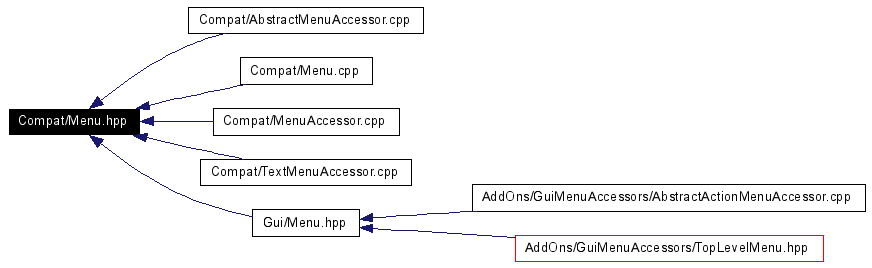 Compat/AbstractMenuAccessor.cpp
Compat/Menu.cpp
Compat/Menu.hpp
Compat/MenuAccessor.cpp
Compat/TextMenuAccessor.cpp
AddOns/GuiMenuAccessors/AbstractActionMenuAccessor.cpp
Gui/Menu.hpp
AddOns/GuiMenuAccessors/TopLevelMenu.hpp